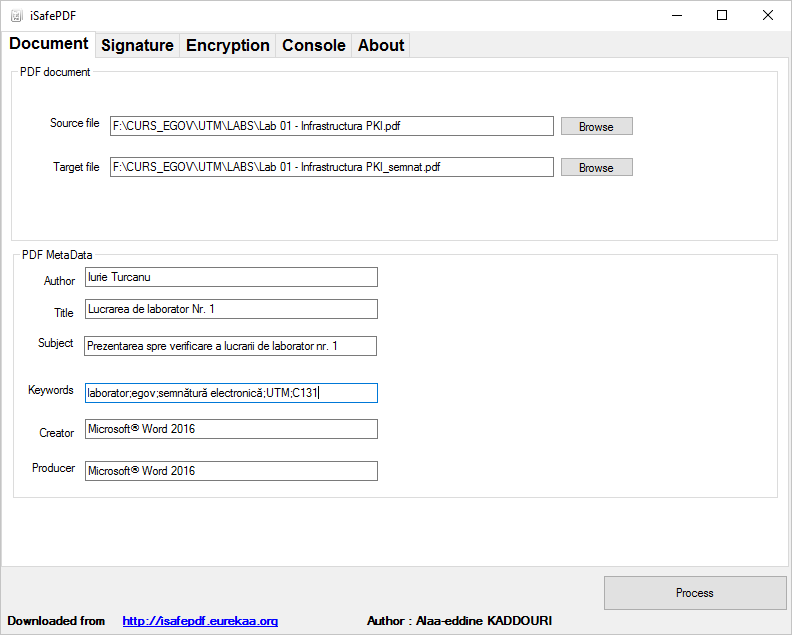 iSafePDF
Document Signature Encryption Console About
PDF document
Source file F:\CURS_EGOV\UTM\LABS\Lab 01 - Infrastructura PKI.pdf Browse
Target file F:\CURS_EGOV\UTM\LABS\Lab 01 - Infrastructura PKI_semnat.pdf Browse
PDF MetaData
Author Iurie Turcanu
Title Lucrarea de laborator Nr. 1
Subject Prezentarea spre verificare a lucrarii de laborator nr. 1
Keywords laborator;egov;semnătură electronică;UTM;C131
Creator Microsoft® Word 2016
Producer Microsoft® Word 2016
Process
Downloaded from http://isafepdf.eurekaa.org Author : Alaa-eddine KADDOURI